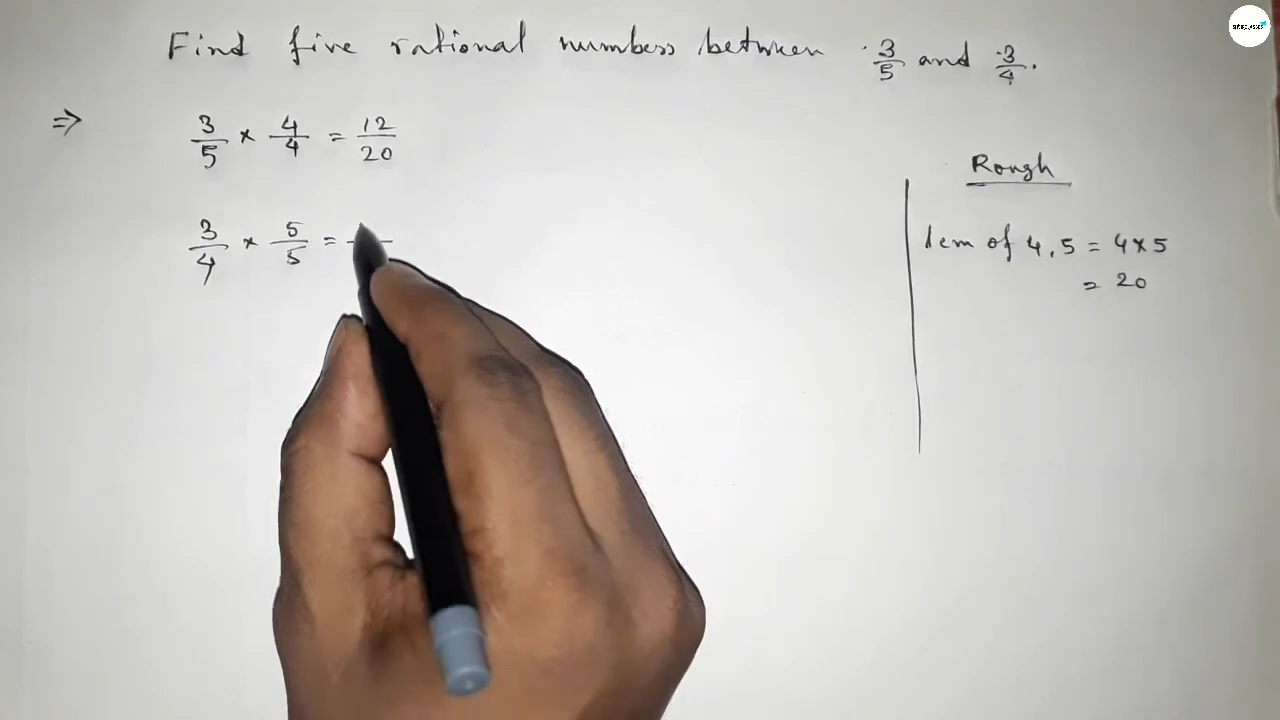 Find five rational numbers between 3/5 and 3/4.
⇒ 3/5 × 4/4 = 12/20
3/4 × 5/5 =
Rough
lcm of 4, 5 = 4×5
= 20